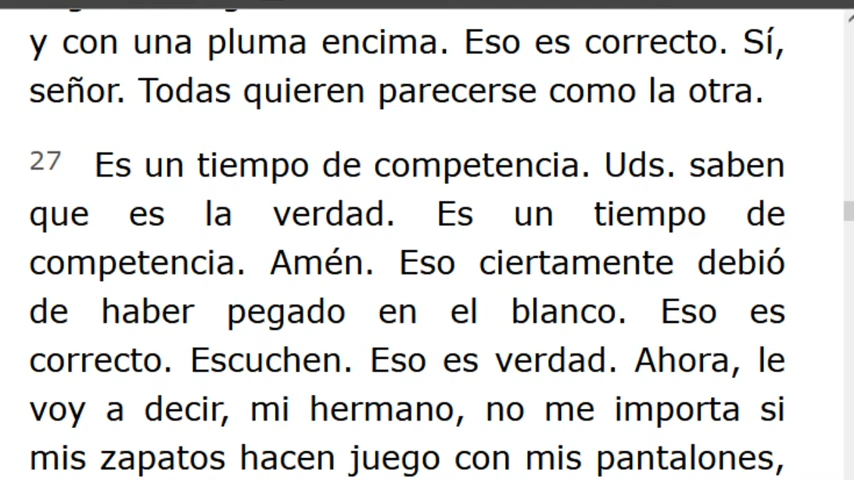 y con una pluma encima. Eso es correcto. Sí,
señor. Todas quieren parecerse como la otra.
27 Es un tiempo de competencia. Uds. saben
que es la verdad. Es un tiempo de
competencia. Amén. Eso ciertamente debió
de haber pegado en el blanco. Eso es
correcto. Escuchen. Eso es verdad. Ahora, le
voy a decir, mi hermano, no me importa si
mis zapatos hacen juego con mis pantalones,